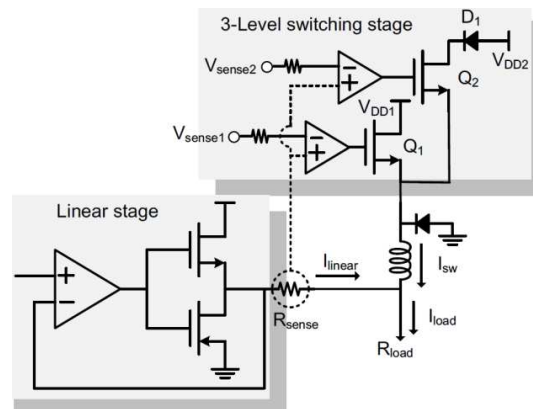 3-Level switching stage
D1
Vsense2
VDD2
Q2
VDD1
Vsense1
Q1
Linear stage
Ilinear
Isw
Rsense
Iload
Rload